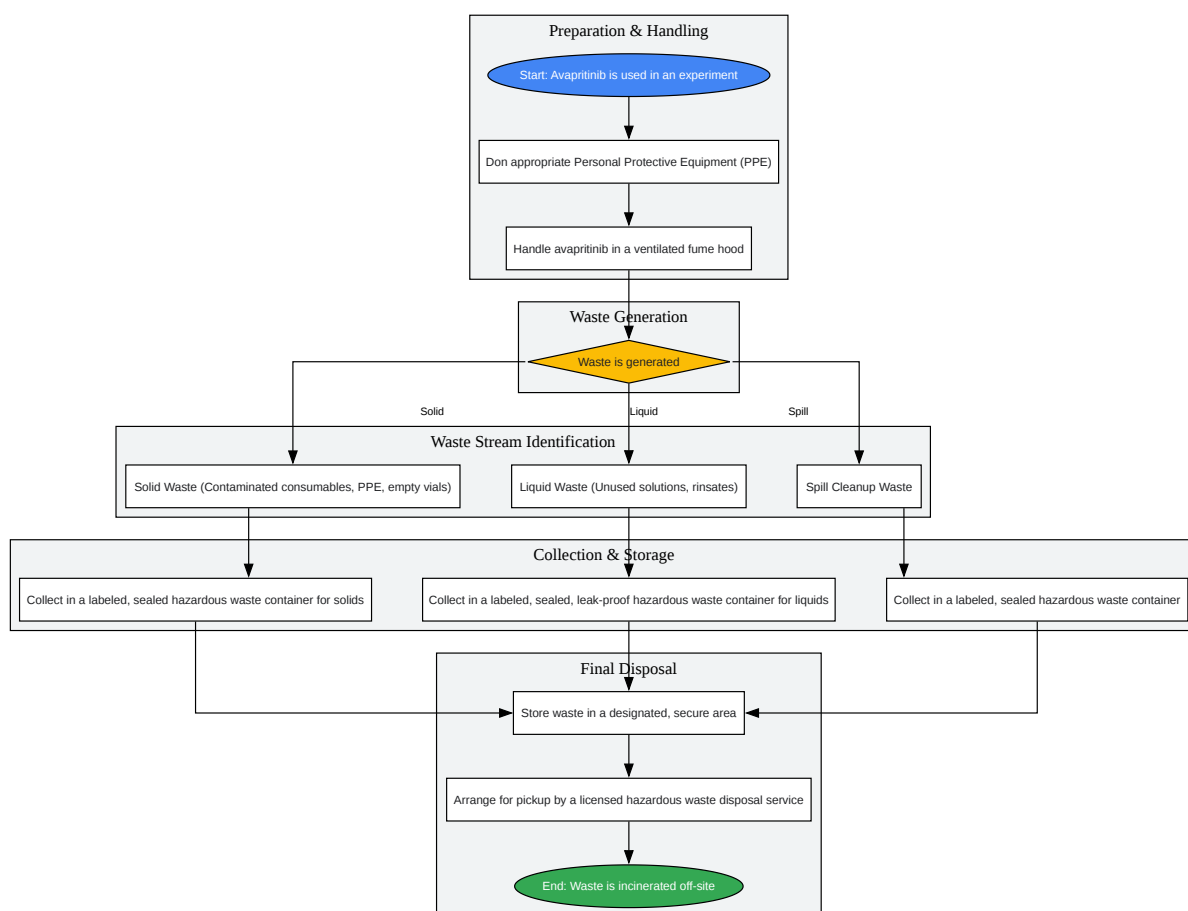 Preparation & Handling
Start: Avapritinib is used in an experiment
Don appropriate Personal Protective Equipment (PPE)
Handle avapritinib in a ventilated fume hood
Waste Generation
Waste is generated
Solid
Liquid
Spill
Waste Stream Identification
Solid Waste (Contaminated consumables, PPE, empty vials)
Liquid Waste (Unused solutions, rinsates)
Spill Cleanup Waste
Collection & Storage
Collect in a labeled, sealed hazardous waste container for solids
Collect in a labeled, sealed, leak-proof hazardous waste container for liquids
Collect in a labeled, sealed hazardous waste container
Final Disposal
Store waste in a designated, secure area
Arrange for pickup by a licensed hazardous waste disposal service
End: Waste is incinerated off-site